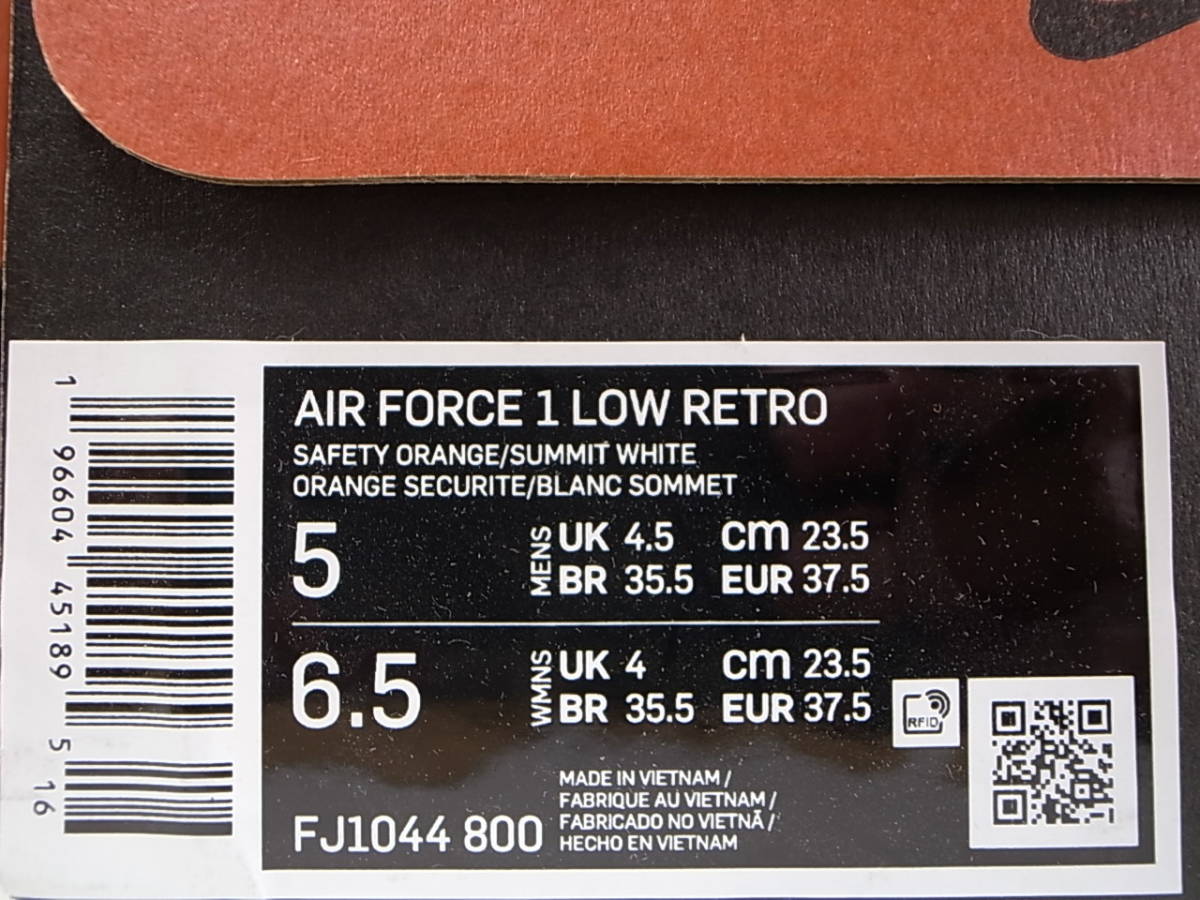 AIR FORCE 1 LOW RETRO
SAFETY ORANGE/SUMMIT WHITE
ORANGE SECURITE/BLANC SOMMET
5 MENS UK 4.5 cm 23.5
BR 35.5 EUR 37.5
6.5 WMNS UK 4 cm 23.5
BR 35.5 EUR 37.5
RFID
MADE IN VIETNAM /
FABRIQUE AU VIETNAM /
FABRICADO NO VIETNÃ /
HECHO EN VIETNAM
FJ1044 800
1 96604 45189 5 16